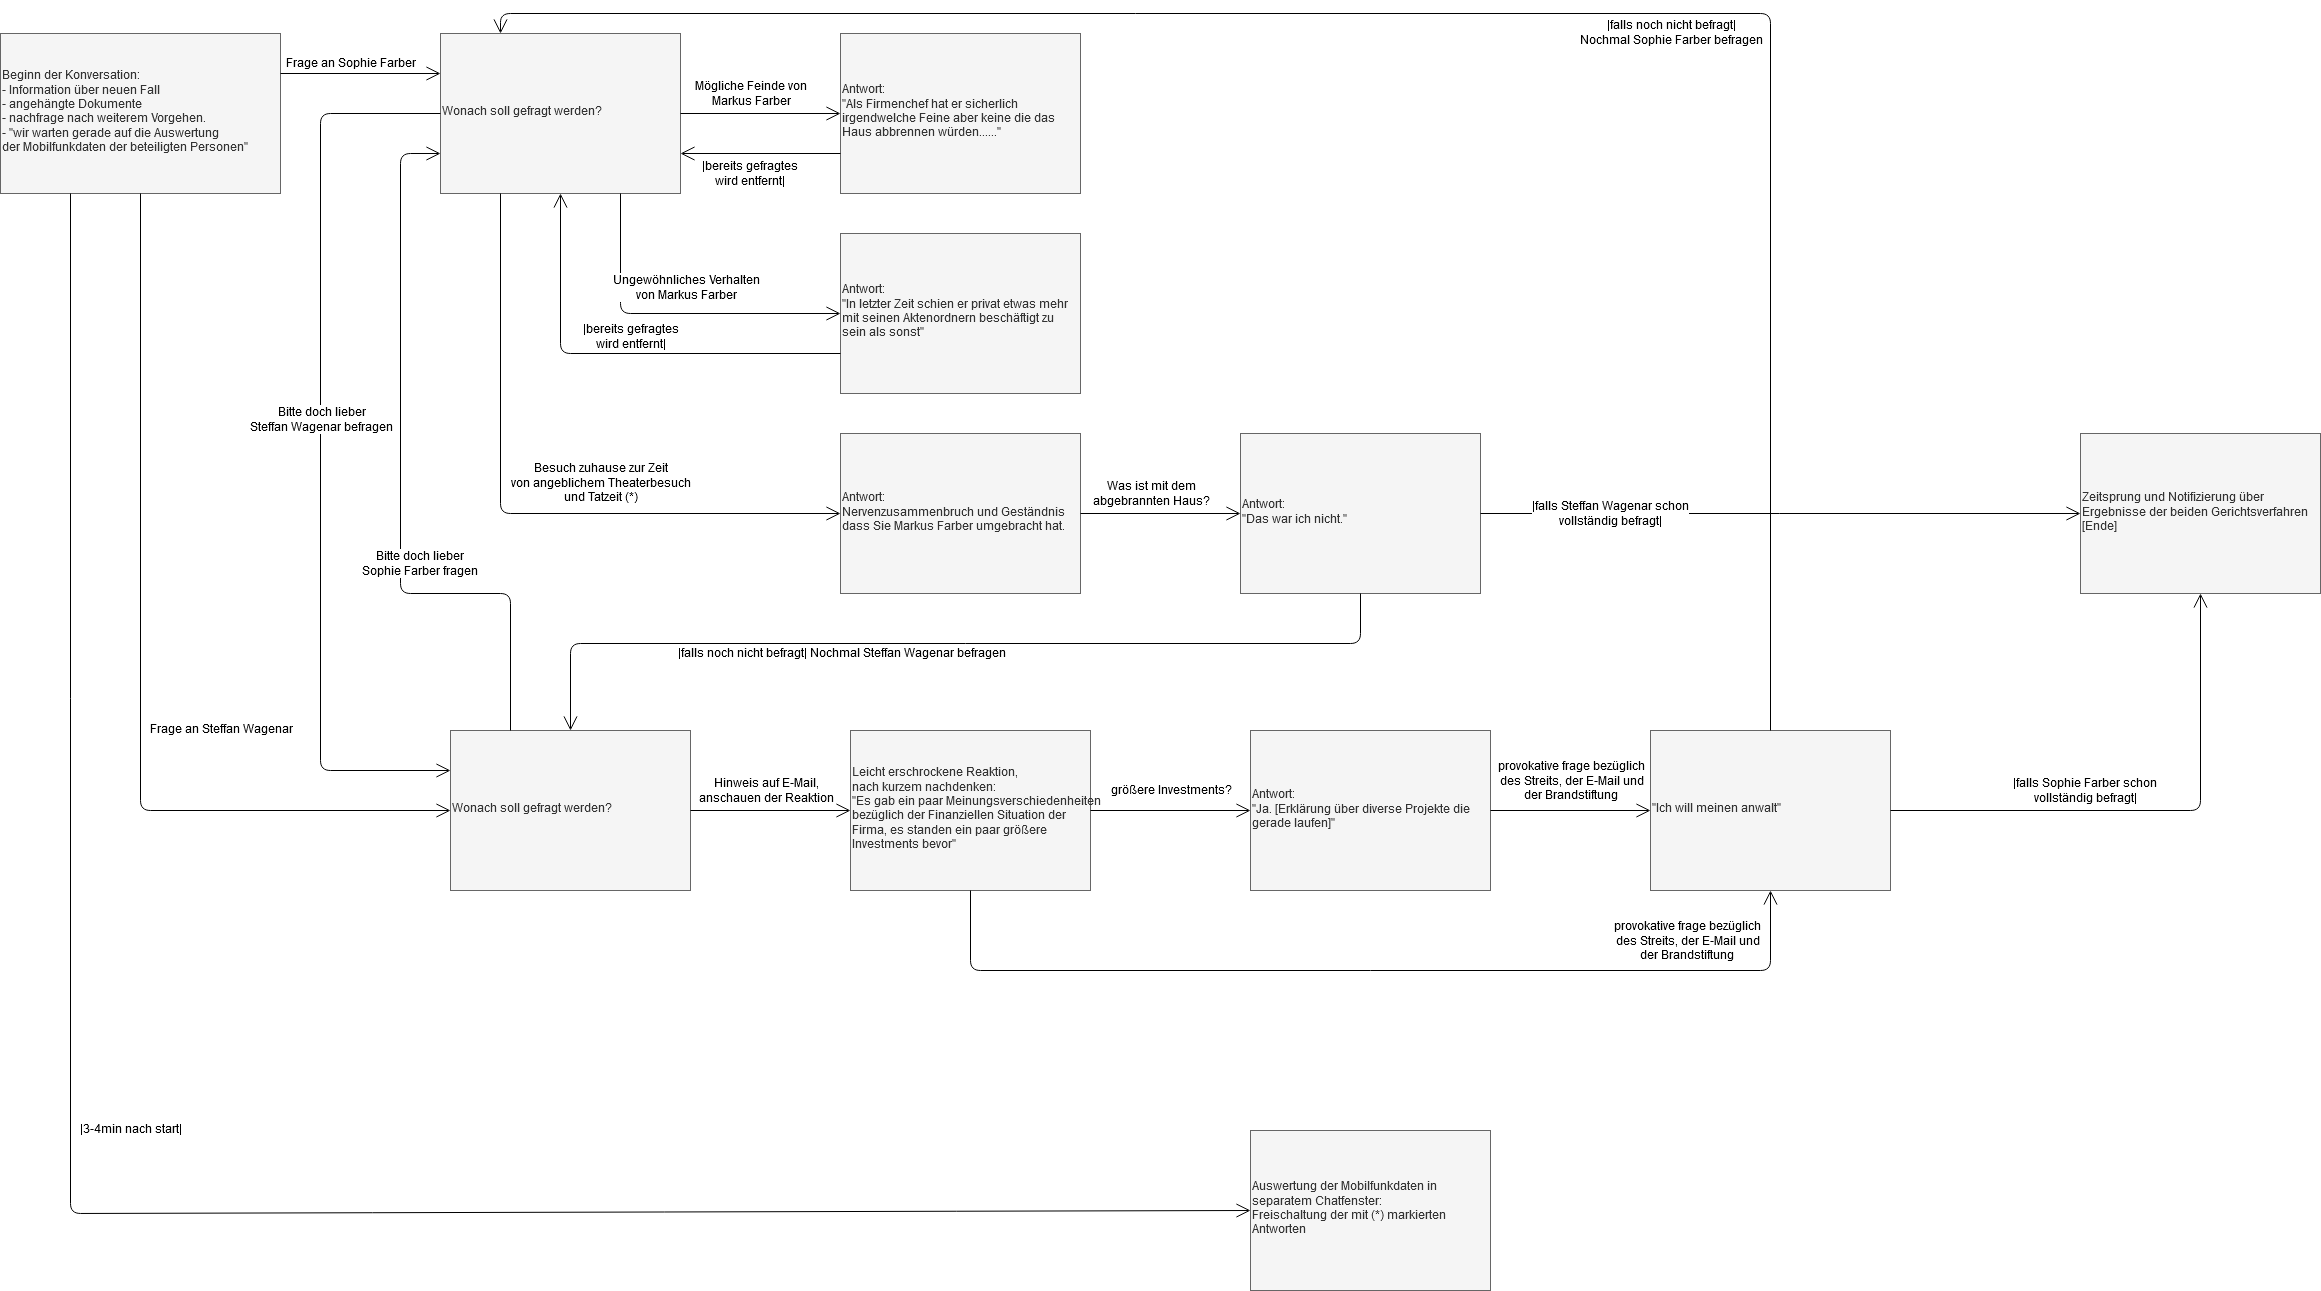 |falls noch nicht befragt|
Nochmal Sophie Farber befragen
Beginn der Konversation:
- Information über neuen Fall
- angehängte Dokumente
- nachfrage nach weiterem Vorgehen.
- "wir warten gerade auf die Auswertung
der Mobilfunkdaten der beteiligten Personen"
Frage an Sophie Farber
Wonach soll gefragt werden?
Mögliche Feinde von
Markus Farber
Antwort:
"Als Firmenchef hat er sicherlich
irgendwelche Feine aber keine die das
Haus abbrennen würden......"
|bereits gefragtes
wird entfernt|
Ungewöhnliches Verhalten
von Markus Farber
Antwort:
"In letzter Zeit schien er privat etwas mehr
mit seinen Aktenordnern beschäftigt zu
sein als sonst"
|bereits gefragtes
wird entfernt|
Bitte doch lieber
Steffan Wagenar befragen
Besuch zuhause zur Zeit
von angeblichem Theaterbesuch
und Tatzeit (*)
Antwort:
Nervenzusammenbruch und Geständnis
dass Sie Markus Farber umgebracht hat.
Was ist mit dem
abgebrannten Haus?
Antwort:
"Das war ich nicht."
|falls Steffan Wagenar schon
vollständig befragt|
Zeitsprung und Notifizierung über
Ergebnisse der beiden Gerichtsverfahren
[Ende]
Bitte doch lieber
Sophie Farber fragen
|falls noch nicht befragt| Nochmal Steffan Wagenar befragen
Frage an Steffan Wagenar
Wonach soll gefragt werden?
Hinweis auf E-Mail,
anschauen der Reaktion
Leicht erschrockene Reaktion,
nach kurzem nachdenken:
"Es gab ein paar Meinungsverschiedenheiten
bezüglich der Finanziellen Situation der
Firma, es standen ein paar größere
Investments bevor"
größere Investments?
Antwort:
"Ja. [Erklärung über diverse Projekte die
gerade laufen]"
provokative frage bezüglich
des Streits, der E-Mail und
der Brandstiftung
"Ich will meinen anwalt"
|falls Sophie Farber schon
vollständig befragt|
provokative frage bezüglich
des Streits, der E-Mail und
der Brandstiftung
|3-4min nach start|
Auswertung der Mobilfunkdaten in
separatem Chatfenster:
Freischaltung der mit (*) markierten
Antworten